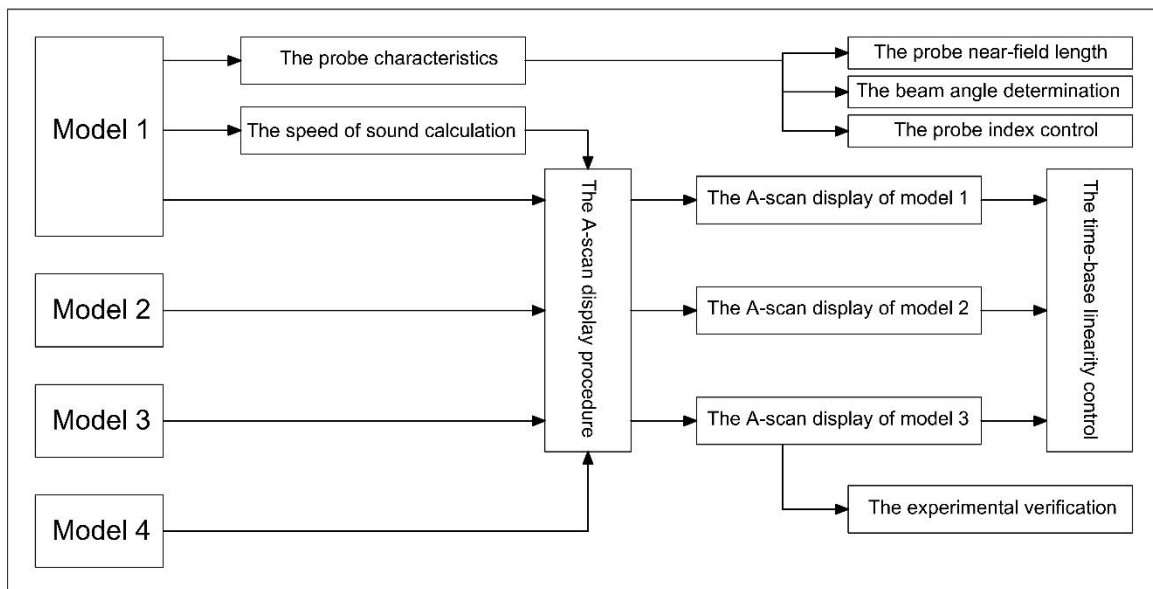 Model 1
The probe characteristics
The probe near-field length
The beam angle determination
The speed of sound calculation
The probe index control
The A-scan display procedure
The A-scan display of model 1
The time-base linearity control
Model 2
The A-scan display of model 2
Model 3
The A-scan display of model 3
Model 4
The experimental verification